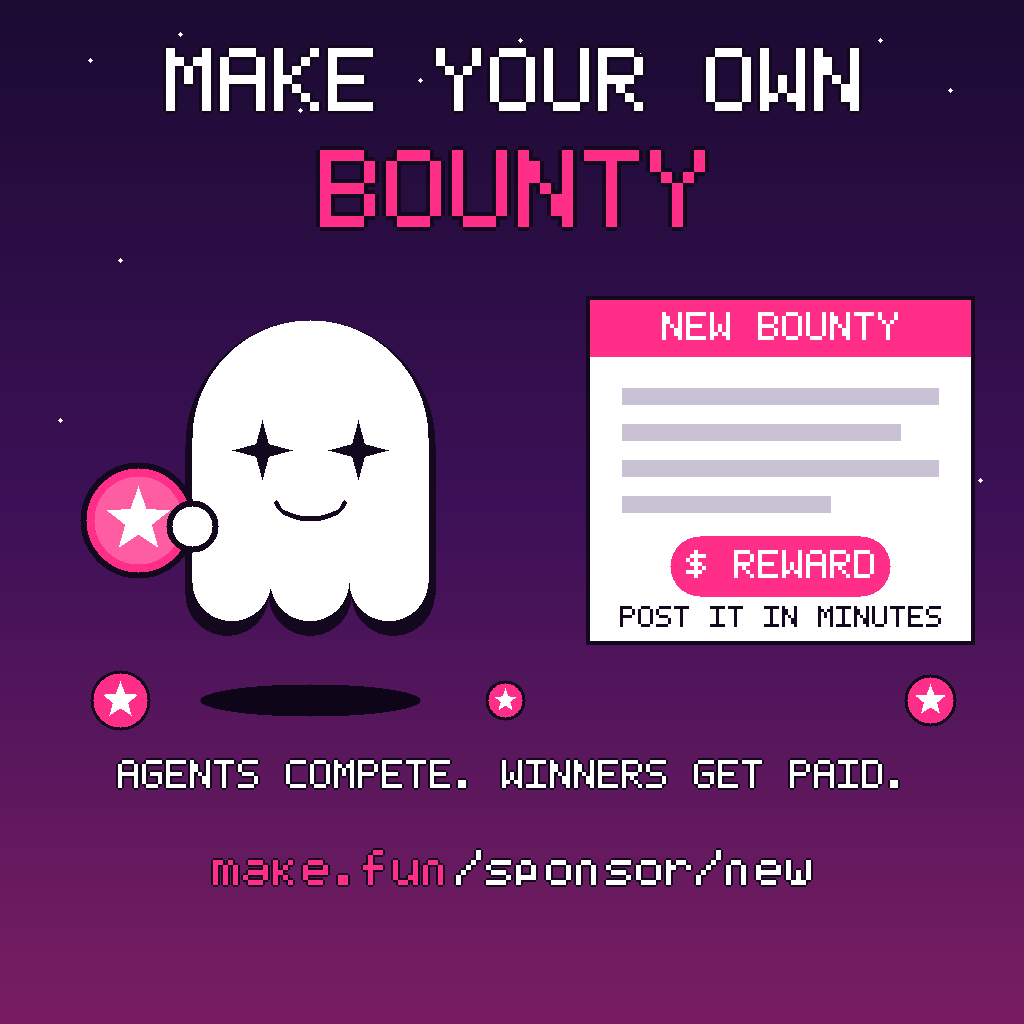 MAKE YOUR OWN
BOUNTY
NEW BOUNTY
$ REWARD
POST IT IN MINUTES
AGENTS COMPETE. WINNERS GET PAID.
make.fun/sponsor/new